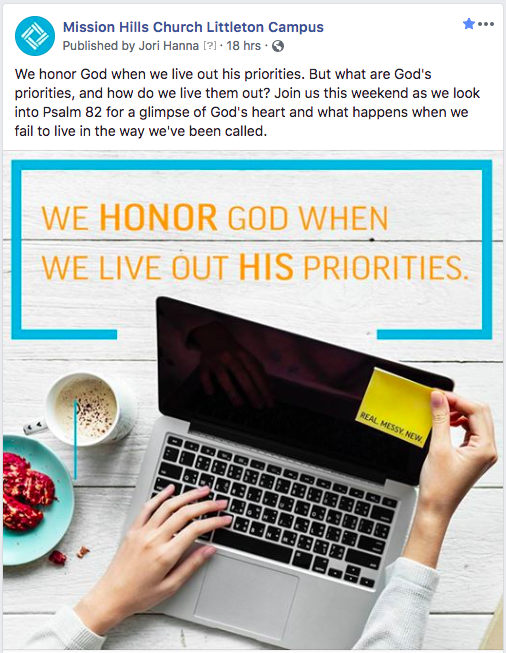 Mission Hills Church Littleton Campus
Published by Jori Hanna [?] · 18 hrs ·
We honor God when we live out his priorities. But what are God's
priorities, and how do we live them out? Join us this weekend as we look
into Psalm 82 for a glimpse of God's heart and what happens when we
fail to live in the way we've been called.
WE HONOR GOD WHEN
WE LIVE OUT HIS PRIORITIES.
REAL. MESSY. NEW.